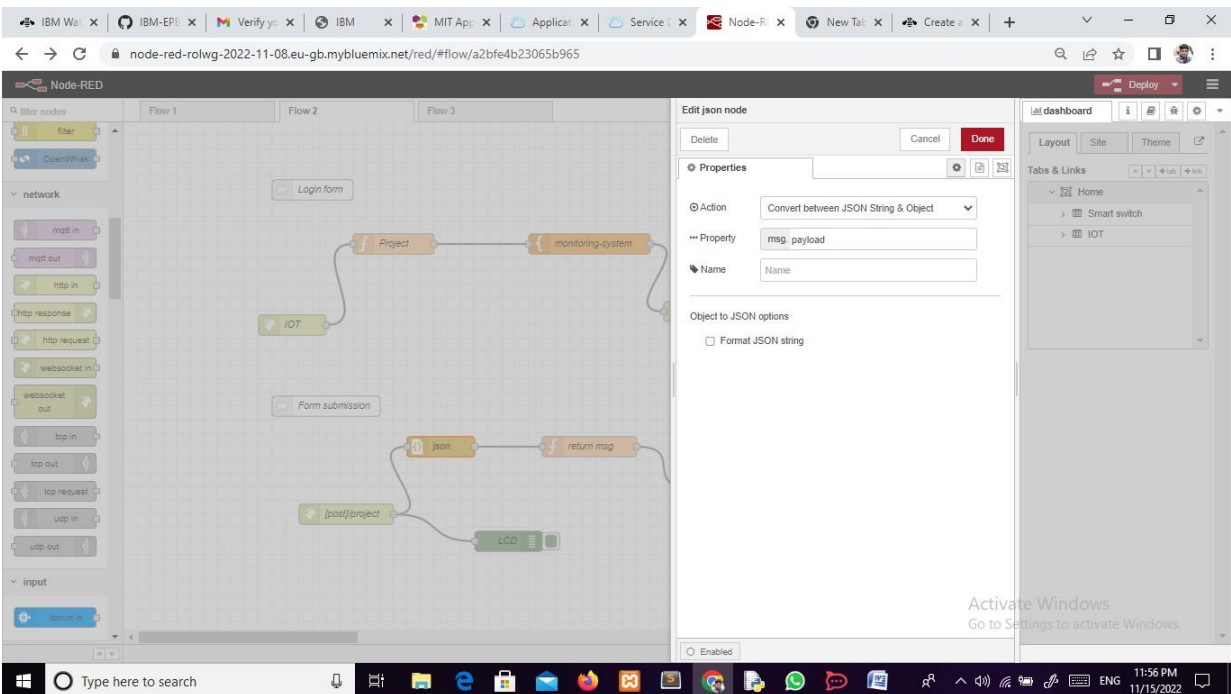 IBM Wat
IBM-EPB
Verify yo
IBM
MIT App
Applicat
Service D
Node-RE
New Tab
Create a
node-red-rolwg-2022-11-08.eu-gb.mybluemix.net/red/#flow/a2bfe4b23065b965
Node-RED
Deploy
filter nodes
Flow 1
Flow 2
Flow 3
Edit json node
dashboard
filter
Delete
Cancel
Done
Layout
Site
Theme
OpenWhisk
Properties
Tabs & Links
tab
link
network
Login form
Home
Action
Convert between JSON String & Object
Smart switch
mqtt in
Project
monitoring-system
Property
msg. payload
IOT
mqtt out
Name
Name
http in
http response
IOT
Object to JSON options
http request
Format JSON string
websocket in
websocket
out
Form submission
tcp in
json
return msg
tcp out
tcp request
[post]/project
udp in
LCD
udp out
input
Activate Windows
Go to Settings to activate Windows.
Enabled
Type here to search
ENG
11:56 PM
11/15/2022